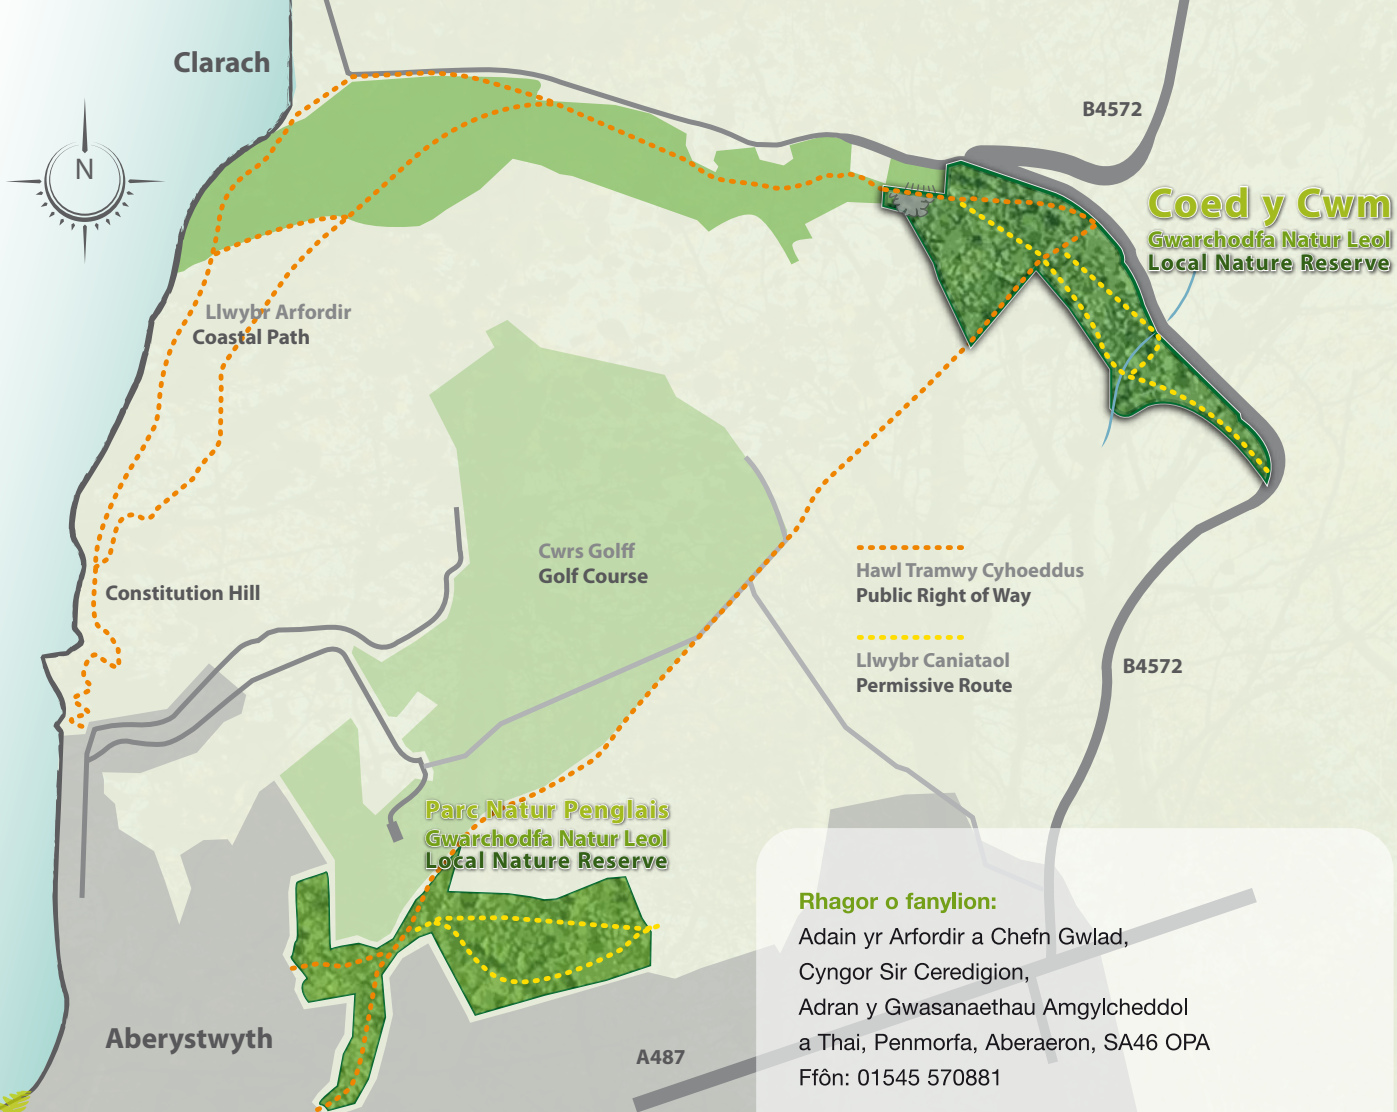 Clarach
N
B4572
Coed y Cwm
Gwarchodfa Natur Leol
Local Nature Reserve
Llwybr Arfordir
Coastal Path
Cwrs Golff
Golf Course
Hawl Tramwy Cyhoeddus
Public Right of Way
Constitution Hill
Llwybr Caniataol
Permissive Route
B4572
Parc Natur Penglais
Gwarchodfa Natur Leol
Local Nature Reserve
Rhagor o fanylion:
Adain yr Arfordir a Chefn Gwlad,
Cyngor Sir Ceredigion,
Adran y Gwasanaethau Amgylcheddol
a Thai, Penmorfa, Aberaeron, SA46 OPA
Ffôn: 01545 570881
Aberystwyth
A487